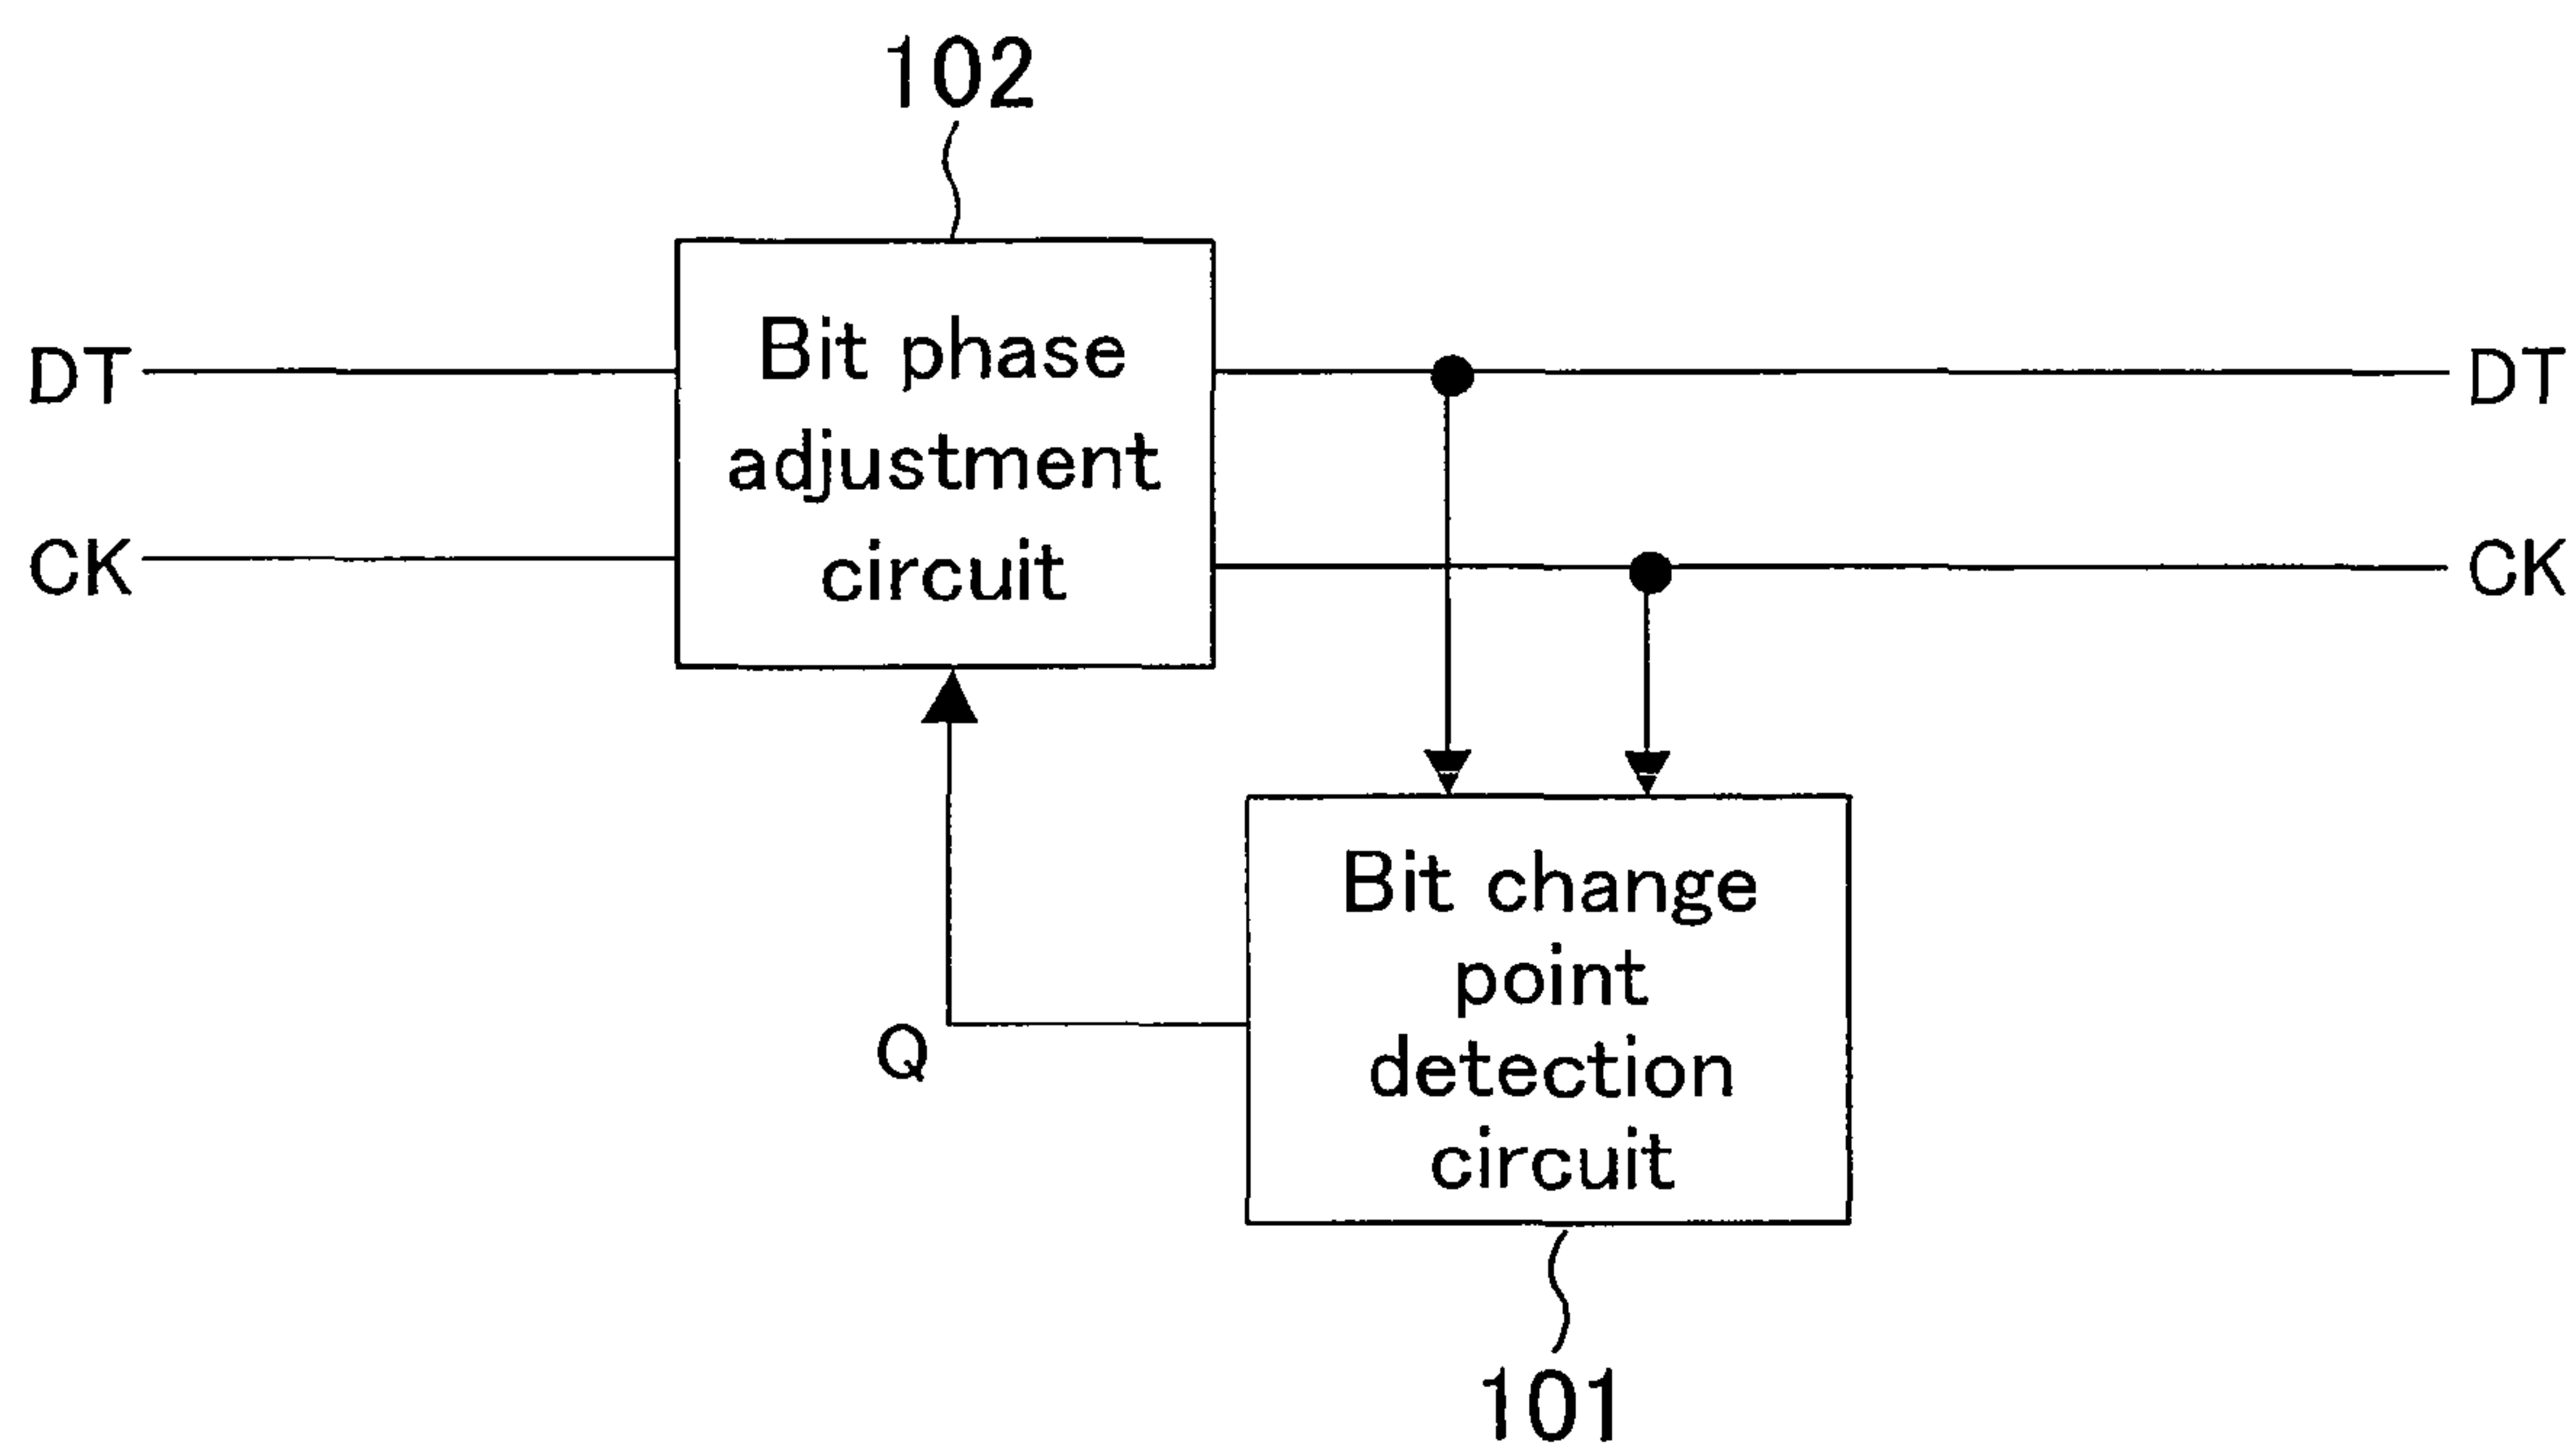 102
Bit phase
adjustment
circuit
DT
DT
CK
CK
Bit change
point
detection
circuit
Q
101